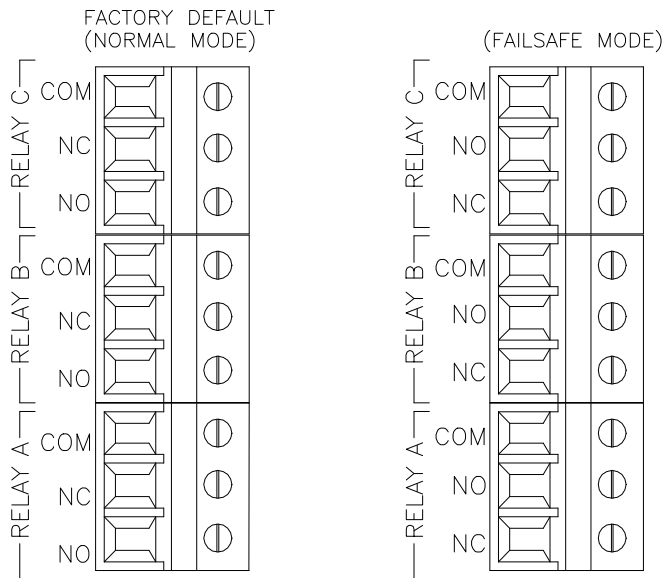 FACTORY DEFAULT
(NORMAL MODE)
RELAY C
COM
NC
NO
RELAY B
COM
NC
NO
RELAY A
COM
NC
NO
(FAILSAFE MODE)
RELAY C
COM
NO
NC
RELAY B
COM
NO
NC
RELAY A
COM
NO
NC